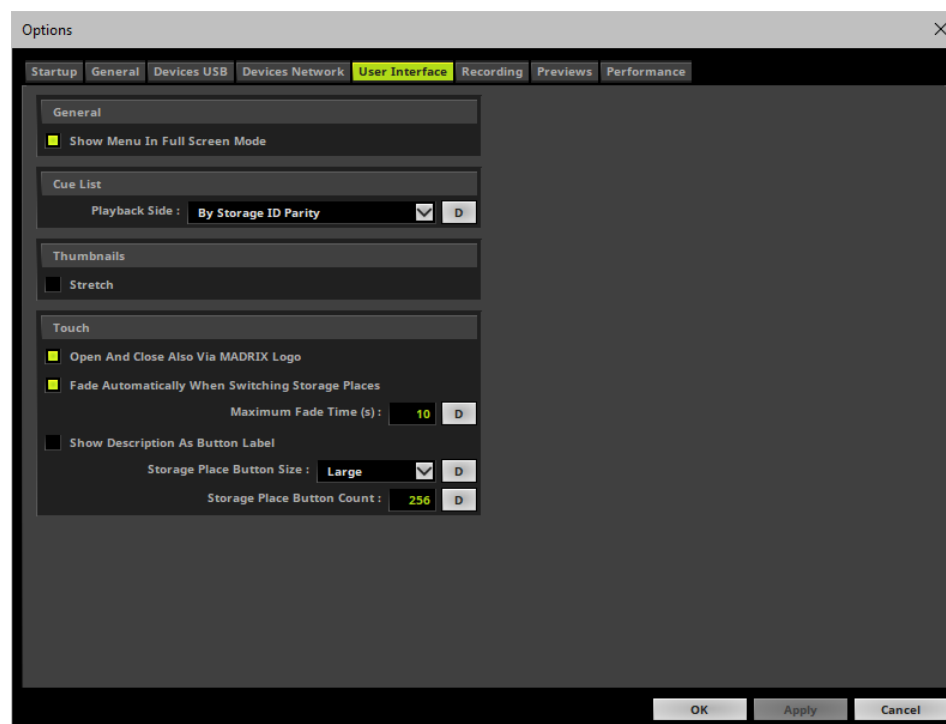 Options
Startup General Devices USB Devices Network User Interface Recording Previews Performance
General
Show Menu In Full Screen Mode
Cue List
Playback Side : By Storage ID Parity D
Thumbnails
Stretch
Touch
Open And Close Also Via MADRIX Logo
Fade Automatically When Switching Storage Places
Maximum Fade Time (s) : 10 D
Show Description As Button Label
Storage Place Button Size : Large D
Storage Place Button Count : 256 D
OK Apply Cancel